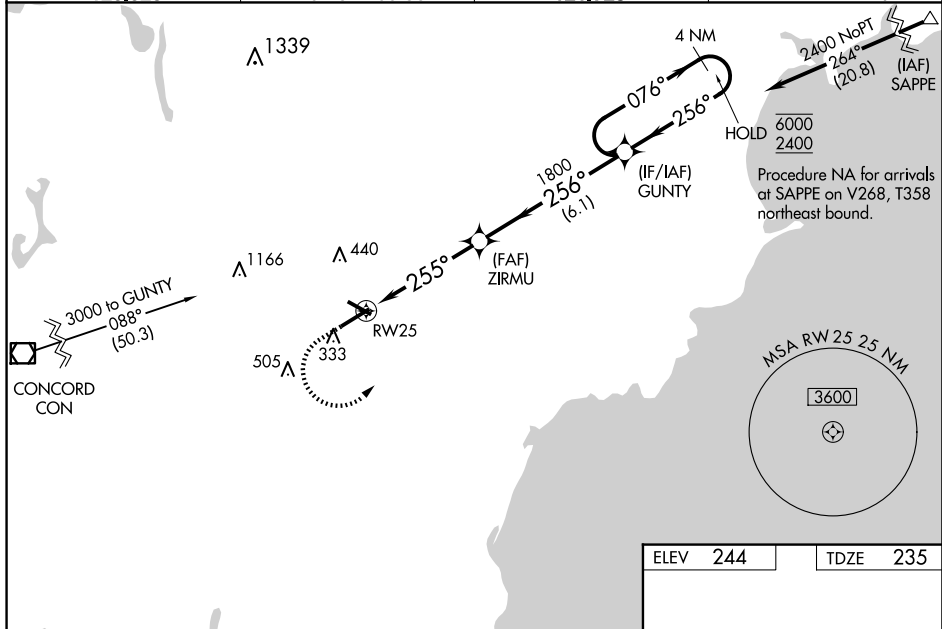 1339
4 NM
2400 NoPT
264°
(20.8)
(IAF)
SAPPE
076°
256°
HOLD
6000
2400
(IF/IAF)
GUNTY
Procedure NA for arrivals
at SAPPE on V268, T358
northeast bound.
1800
256°
(6.1)
(FAF)
ZIRMU
1166
440
255°
3000 to GUNTY
088°
(50.3)
RW25
505
333
CONCORD
CON
MSA RW 25 25 NM
3600
ELEV 244
TDZE 235